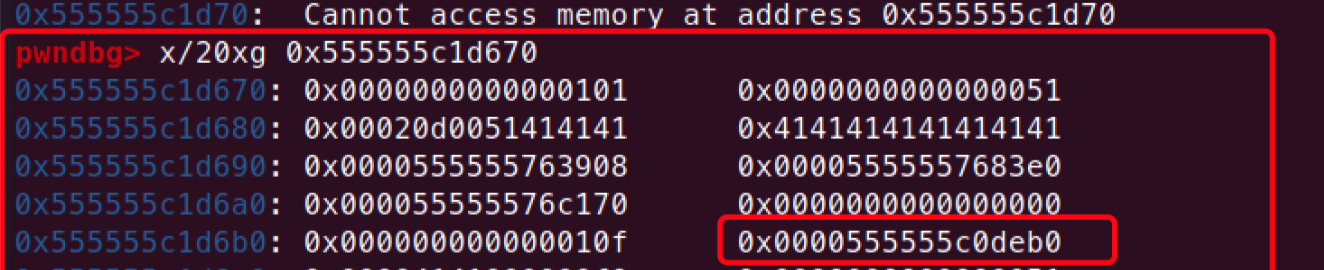 0x555555c1d70: Cannot access memory at address 0x555555c1d70
pwndbg> x/20xg 0x555555c1d670
0x555555c1d670: 0x0000000000000101 0x0000000000000051
0x555555c1d680: 0x00020d0051414141 0x4141414141414141
0x555555c1d690: 0x0000555555763908 0x00005555557683e0
0x555555c1d6a0: 0x000055555576c170 0x0000000000000000
0x555555c1d6b0: 0x000000000000010f 0x0000555555c0deb0